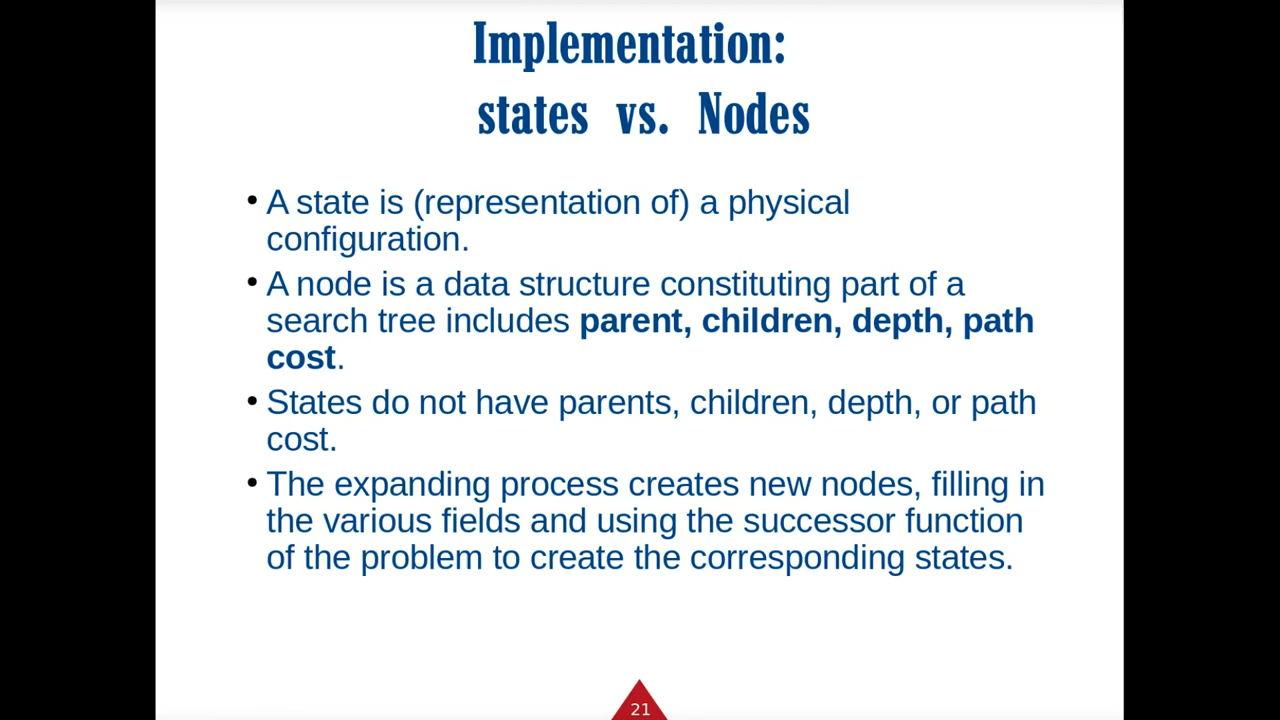 Implementation:
states vs. Nodes
• A state is (representation of) a physical
configuration.
• A node is a data structure constituting part of a
search tree includes parent, children, depth, path
cost.
• States do not have parents, children, depth, or path
cost.
• The expanding process creates new nodes, filling in
the various fields and using the successor function
of the problem to create the corresponding states.
21